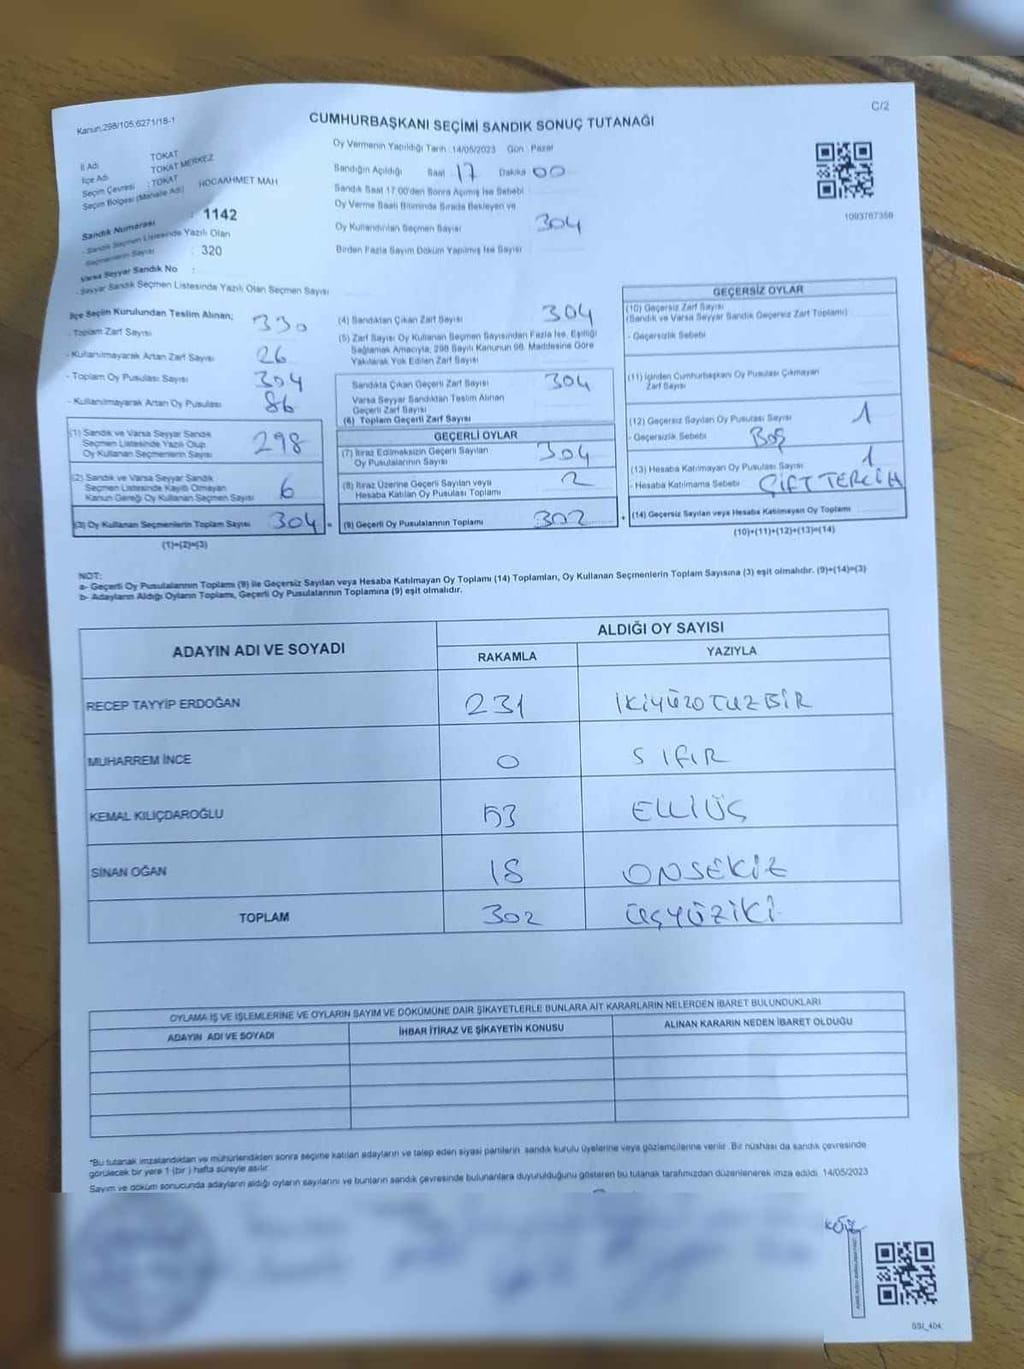 C/2
Kanun:298/105,6271/18-1
CUMHURBAŞKANI SEÇİMİ SANDIK SONUÇ TUTANAĞI
İl Adı TOKAT
İlçe Adı TOKAT MERKEZ
Seçim Çevresi : TOKAT
Seçim Bölgesi (Mahalle Adı) HOCAAHMET MAH
Sandık Numarası : 1142
- Sandık Seçmen Listesinde Yazılı Olan
Seçmenlerin Sayısı : 320
Varsa Seyyar Sandık No :
- Seyyar Sandık Seçmen Listesinde Yazılı Olan Seçmen Sayısı
Oy Vermenin Yapıldığı Tarih : 14/05/2023 Gün : Pazar
Sandığın Açıldığı Saat 17 Dakika 00
Sandık Saat 17:00'den Sonra Açılmış İse Sebebi
Oy Verme Saati Bitiminde Sırada Bekleyen ve
Oy Kullandırılan Seçmen Sayısı 304
Birden Fazla Sayım Döküm Yapılmış İse Sayısı
1093767358
İlçe Seçim Kurulundan Teslim Alınan;
- Toplam Zarf Sayısı 330
- Kullanılmayarak Artan Zarf Sayısı 26
- Toplam Oy Pusulası Sayısı 304
- Kullanılmayarak Artan Oy Pusulası 86
(1) Sandık ve Varsa Seyyar Sandık
Seçmen Listesinde Yazılı Olup
Oy Kullanan Seçmenlerin Sayısı 298
(2) Sandık ve Varsa Seyyar Sandık
Seçmen Listesinde Kayıtlı Olmayan
Kanun Gereği Oy Kullanan Seçmen Sayısı 6
(3) Oy Kullanan Seçmenlerin Toplam Sayısı 304 =
(1)+(2)=(3)
(4) Sandıktan Çıkan Zarf Sayısı 304
(5) Zarf Sayısı Oy Kullanan Seçmen Sayısından Fazla İse, Eşitliği
Sağlamak Amacıyla, 298 Sayılı Kanunun 98. Maddesine Göre
Yakılarak Yok Edilen Zarf Sayısı
Sandıkta Çıkan Geçerli Zarf Sayısı 304
Varsa Seyyar Sandıktan Teslim Alınan
Geçerli Zarf Sayısı
(6) Toplam Geçerli Zarf Sayısı
GEÇERLİ OYLAR
(7) İtiraz Edilmeksizin Geçerli Sayılan
Oy Pusulalarının Sayısı 304
(8) İtiraz Üzerine Geçerli Sayılan veya
Hesaba Katılan Oy Pusulası Toplamı 2
(9) Geçerli Oy Pusulalarının Toplamı 302 +
GEÇERSİZ OYLAR
(10) Geçersiz Zarf Sayısı
(Sandık ve Varsa Seyyar Sandık Geçersiz Zarf Toplamı)
- Geçersizlik Sebebi
(11) İçinden Cumhurbaşkanı Oy Pusulası Çıkmayan
Zarf Sayısı
(12) Geçersiz Sayılan Oy Pusulası Sayısı 1
- Geçersizlik Sebebi BOŞ
(13) Hesaba Katılmayan Oy Pusulası Sayısı 1
- Hesaba Katılmama Sebebi ÇİFT TERCİH
(14) Geçersiz Sayılan veya Hesaba Katılmayan Oy Toplamı
(10)+(11)+(12)+(13)=(14)
NOT:
a- Geçerli Oy Pusulalarının Toplamı (9) ile Geçersiz Sayılan veya Hesaba Katılmayan Oy Toplamı (14) Toplamları, Oy Kullanan Seçmenlerin Toplam Sayısına (3) eşit olmalıdır. (9)+(14)=(3)
b- Adayların Aldığı Oyların Toplamı, Geçerli Oy Pusulalarının Toplamına (9) eşit olmalıdır.
ADAYIN ADI VE SOYADI ALDIĞI OY SAYISI
RAKAMLA YAZIYLA
RECEP TAYYİP ERDOĞAN 231 İKİYÜZOTUZBİR
MUHARREM İNCE 0 SIFIR
KEMAL KILIÇDAROĞLU 53 ELLİÜÇ
SİNAN OĞAN 18 ONSEKİZ
TOPLAM 302 ÜÇYÜZİKİ
OYLAMA İŞ VE İŞLEMLERİNE VE OYLARIN SAYIM VE DÖKÜMÜNE DAİR ŞİKAYETLERLE BUNLARA AİT KARARLARIN NELERDEN İBARET BULUNDUKLARI
ADAYIN ADI VE SOYADI İHBAR İTİRAZ VE ŞİKAYETİN KONUSU ALINAN KARARIN NEDEN İBARET OLDUĞU
*Bu tutanak imzalandıktan ve mühürlendikten sonra seçime katılan adayların ve talep eden siyasi partilerin sandık kurulu üyelerine veya gözlemcilerine verilir. Bir nüshası da sandık çevresinde
görülecek bir yere 1 (bir ) hafta süreyle asılır.
Sayım ve döküm sonucunda adayların aldığı oyların sayılarını ve bunların sandık çevresinde bulunanlara duyurulduğunu gösteren bu tutanak tarafımızdan düzenlenerek imza edildi. 14/05/2023
SSI_404